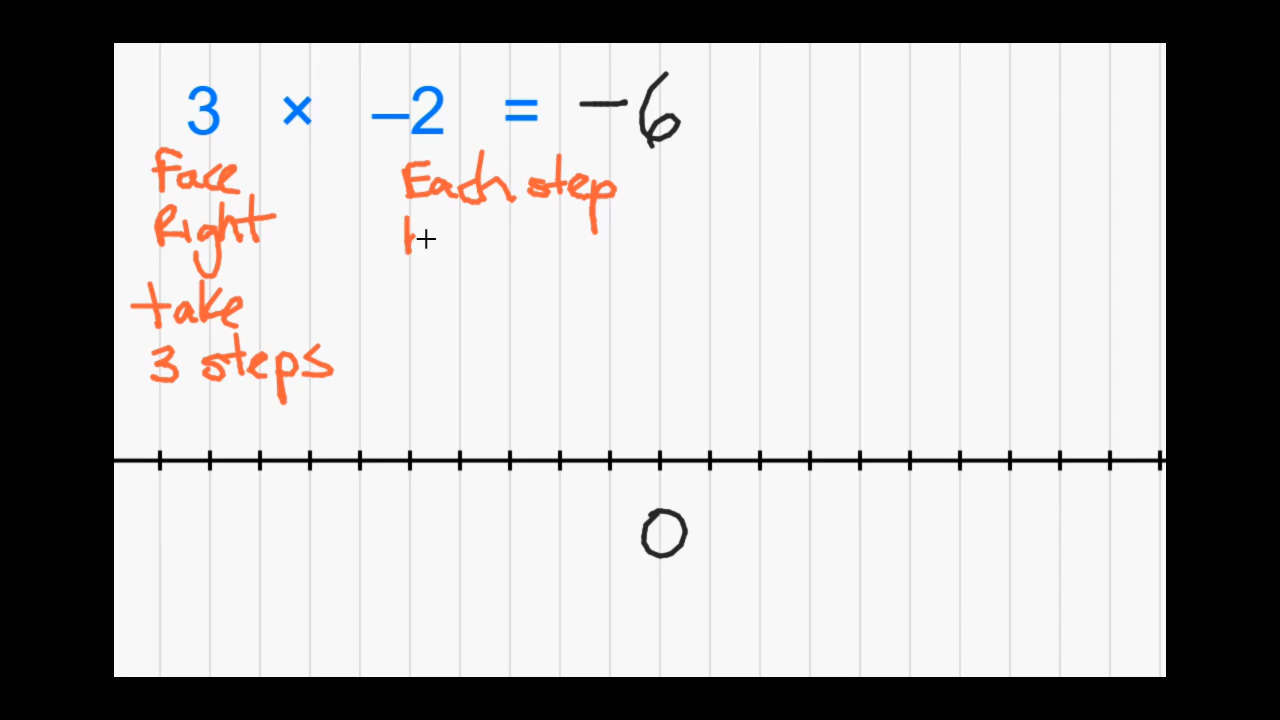 3 × –2 = –6
Face
Right
take
3 steps
Each step
0